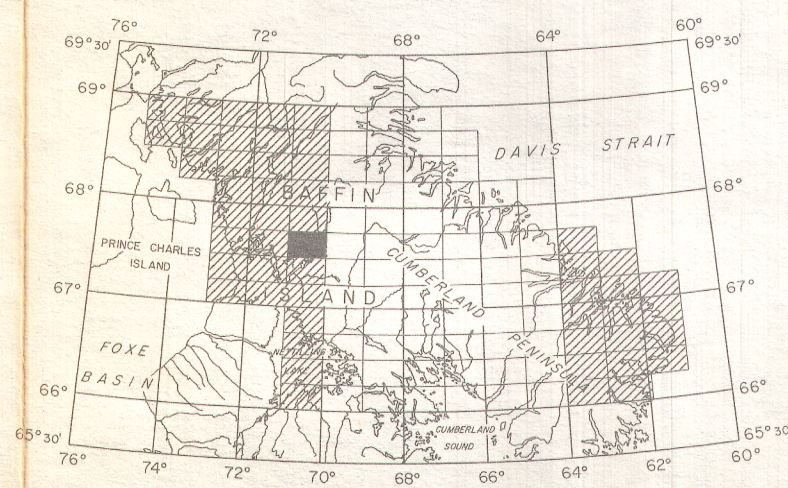 76°
72°
68°
64°
60°
69°30'
69°30'
69°
69°
DAVIS STRAIT
68°
68°
BAFFIN
PRINCE CHARLES
ISLAND
CUMBERLAND
67°
67°
ISLAND
PENINSULA
FOXE
BASIN
NETTILLING
LAKE
66°
66°
CUMBERLAND
SOUND
65°30'
65°30'
76°
74°
72°
70°
68°
66°
64°
62°
60°